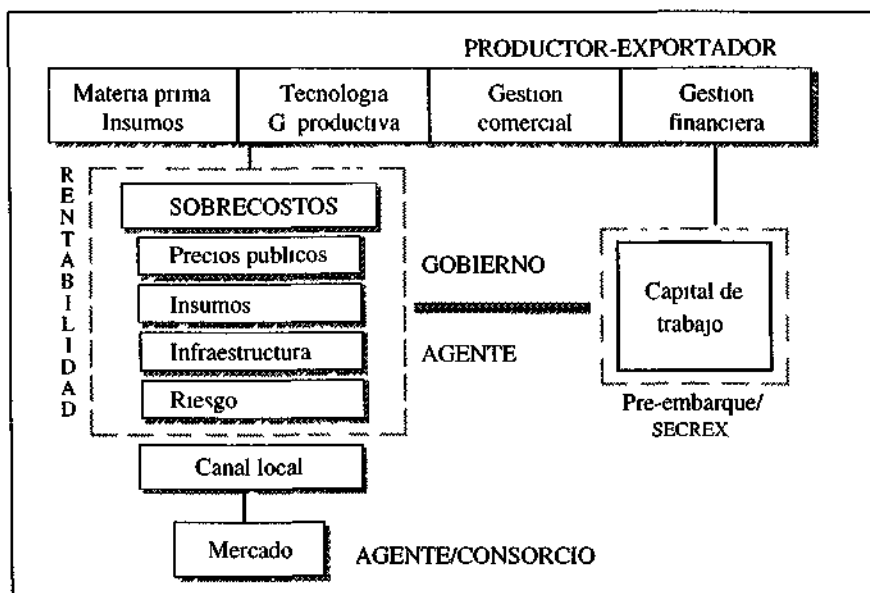 PRODUCTOR-EXPORTADOR
Materia prima
Insumos
Tecnologia
G productiva
Gestion
comercial
Gestion
financiera
RENTABILIDAD
SOBRECOSTOS
Precios publicos
Insumos
Infraestructura
Riesgo
GOBIERNO
AGENTE
Capital de
trabajo
Pre-embarque/
SECREX
Canal local
Mercado
AGENTE/CONSORCIO